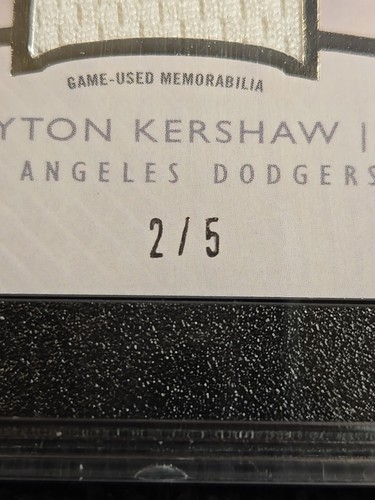 GAME-USED MEMORABILIA
YTON KERSHAW |
ANGELES DODGERS
2/5